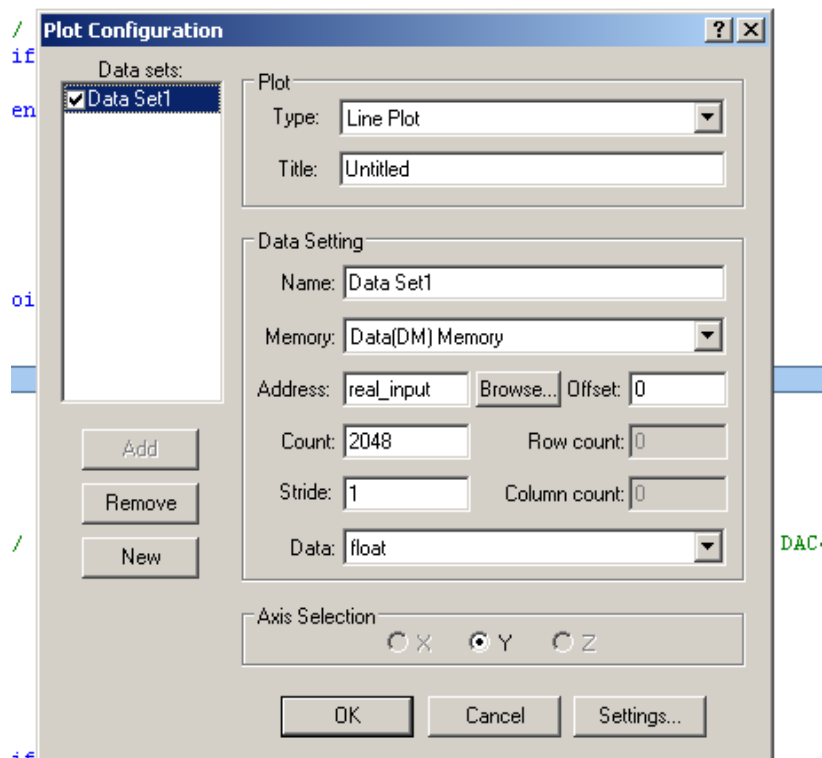 /
Plot Configuration
if
Data sets:
Data Set1
en
Plot
Type: Line Plot
Title: Untitled
Data Setting
Name: Data Set1
oi
Memory: Data(DM) Memory
Address: real_input Browse... Offset: 0
Count: 2048 Row count: 0
Add
Stride: 1 Column count: 0
Remove
/
Data: float
DAC
New
Axis Selection
X Y Z
OK Cancel Settings...
if